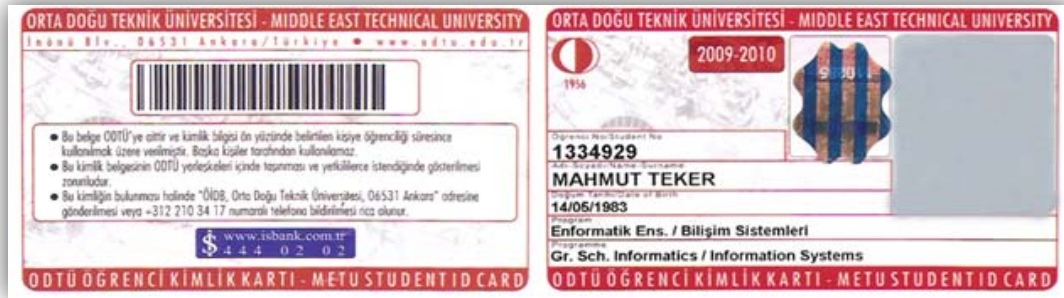 ORTA DOĞU TEKNİK ÜNİVERSİTESİ - MIDDLE EAST TECHNICAL UNIVERSITY
İnönü Blv., 06531 Ankara/Türkiye ● www.odtu.edu.tr
● Bu belge ODTÜ'ye aittir ve kimlik bilgisi ön yüzünde belirtilen kişiye öğrenciliği süresince
kullanılmak üzere verilmiştir. Başka kişiler tarafından kullanılamaz.
● Bu kimlik belgesinin ODTÜ yerleşkeleri içinde taşınması ve yetkililerce istendiğinde gösterilmesi
zorunludur.
● Bu kimliğin bulunması halinde "ÖİDB, Orta Doğu Teknik Üniversitesi, 06531 Ankara" adresine
gönderilmesi veya +312 210 34 17 numaralı telefona bildirilmesi rica olunur.
www.isbank.com.tr
444 02 02
ODTÜ ÖĞRENCİ KİMLİK KARTI - METU STUDENT ID CARD
ORTA DOĞU TEKNİK ÜNİVERSİTESİ - MIDDLE EAST TECHNICAL UNIVERSITY
2009-2010
1956
Öğrenci No/Student No
1334929
Adı-Soyadı/Name-Surname
MAHMUT TEKER
Doğum Tarihi/Date of Birth
14/05/1983
Program
Enformatik Ens. / Bilişim Sistemleri
Programme
Gr. Sch. Informatics / Information Systems
ODTÜ ÖĞRENCİ KİMLİK KARTI - METU STUDENT ID CARD